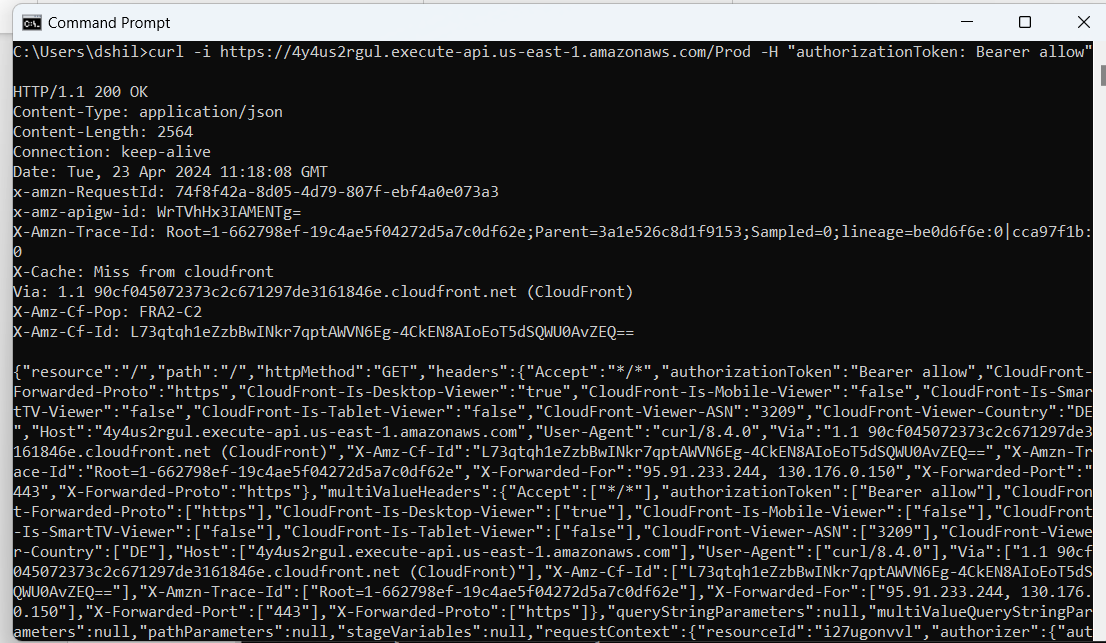 Command Prompt
C:\Users\dshil>curl -i https://4y4us2rgul.execute-api.us-east-1.amazonaws.com/Prod -H "authorizationToken: Bearer allow"
HTTP/1.1 200 OK
Content-Type: application/json
Content-Length: 2564
Connection: keep-alive
Date: Tue, 23 Apr 2024 11:18:08 GMT
x-amzn-RequestId: 74f8f42a-8d05-4d79-807f-ebf4a0e073a3
x-amz-apigw-id: WrTVhHx3IAMENTg=
X-Amzn-Trace-Id: Root=1-662798ef-19c4ae5f04272d5a7c0df62e;Parent=3a1e526c8d1f9153;Sampled=0;lineage=be0d6f6e:0|cca97f1b:
0
X-Cache: Miss from cloudfront
Via: 1.1 90cf045072373c2c671297de3161846e.cloudfront.net (CloudFront)
X-Amz-Cf-Pop: FRA2-C2
X-Amz-Cf-Id: L73qtqh1eZzbBwINkr7qptAWVN6Eg-4CkEN8AIoEoT5dSQWU0AvZEQ==
{"resource":"/","path":"/","httpMethod":"GET","headers":{"Accept":"*/*","authorizationToken":"Bearer allow","CloudFront-
Forwarded-Proto":"https","CloudFront-Is-Desktop-Viewer":"true","CloudFront-Is-Mobile-Viewer":"false","CloudFront-Is-Smar
tTV-Viewer":"false","CloudFront-Is-Tablet-Viewer":"false","CloudFront-Viewer-ASN":"3209","CloudFront-Viewer-Country":"DE
","Host":"4y4us2rgul.execute-api.us-east-1.amazonaws.com","User-Agent":"curl/8.4.0","Via":"1.1 90cf045072373c2c671297de3
161846e.cloudfront.net (CloudFront)","X-Amz-Cf-Id":"L73qtqh1eZzbBwINkr7qptAWVN6Eg-4CkEN8AIoEoT5dSQWU0AvZEQ==","X-Amzn-Tr
ace-Id":"Root=1-662798ef-19c4ae5f04272d5a7c0df62e","X-Forwarded-For":"95.91.233.244, 130.176.0.150","X-Forwarded-Port":"
443","X-Forwarded-Proto":"https"},"multiValueHeaders":{"Accept":["*/*"],"authorizationToken":["Bearer allow"],"CloudFron
t-Forwarded-Proto":["https"],"CloudFront-Is-Desktop-Viewer":["true"],"CloudFront-Is-Mobile-Viewer":["false"],"CloudFront
-Is-SmartTV-Viewer":["false"],"CloudFront-Is-Tablet-Viewer":["false"],"CloudFront-Viewer-ASN":["3209"],"CloudFront-Viewe
r-Country":["DE"],"Host":["4y4us2rgul.execute-api.us-east-1.amazonaws.com"],"User-Agent":["curl/8.4.0"],"Via":["1.1 90cf
045072373c2c671297de3161846e.cloudfront.net (CloudFront)"],"X-Amz-Cf-Id":["L73qtqh1eZzbBwINkr7qptAWVN6Eg-4CkEN8AIoEoT5dS
QWU0AvZEQ=="],"X-Amzn-Trace-Id":["Root=1-662798ef-19c4ae5f04272d5a7c0df62e"],"X-Forwarded-For":["95.91.233.244, 130.176.
0.150"],"X-Forwarded-Port":["443"],"X-Forwarded-Proto":["https"]},"queryStringParameters":null,"multiValueQueryStringPar
ameters":null,"pathParameters":null,"stageVariables":null,"requestContext":{"resourceId":"i27ugonvvl","authorizer":{"aut